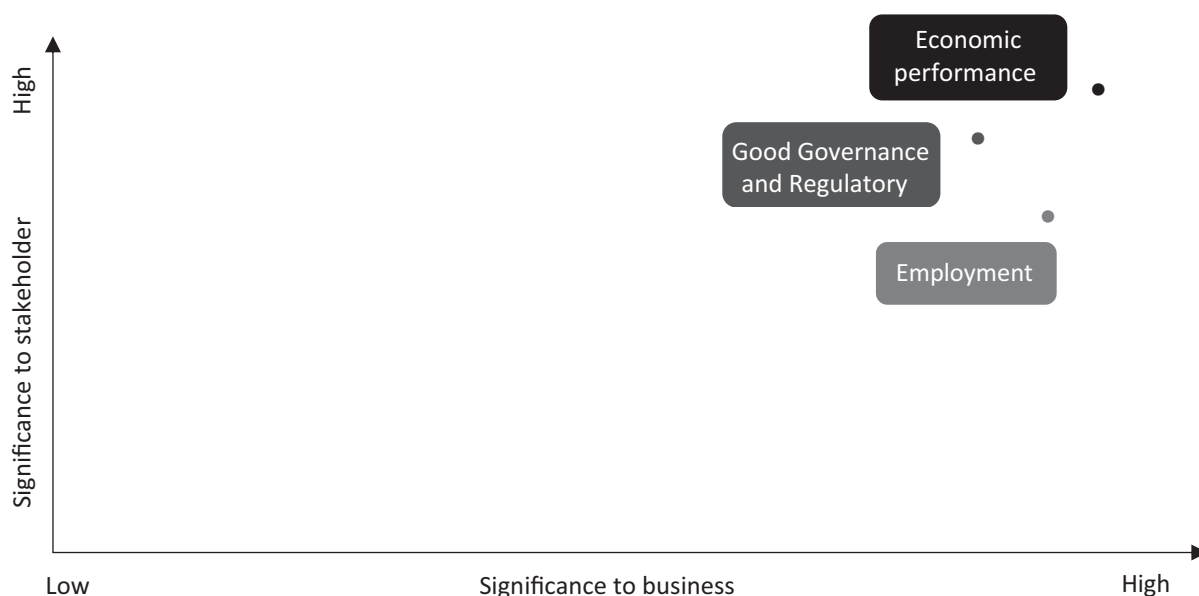 Economic
performance
High
Good Governance
and Regulatory
Employment
Significance to stakeholder
Low
Significance to business
High